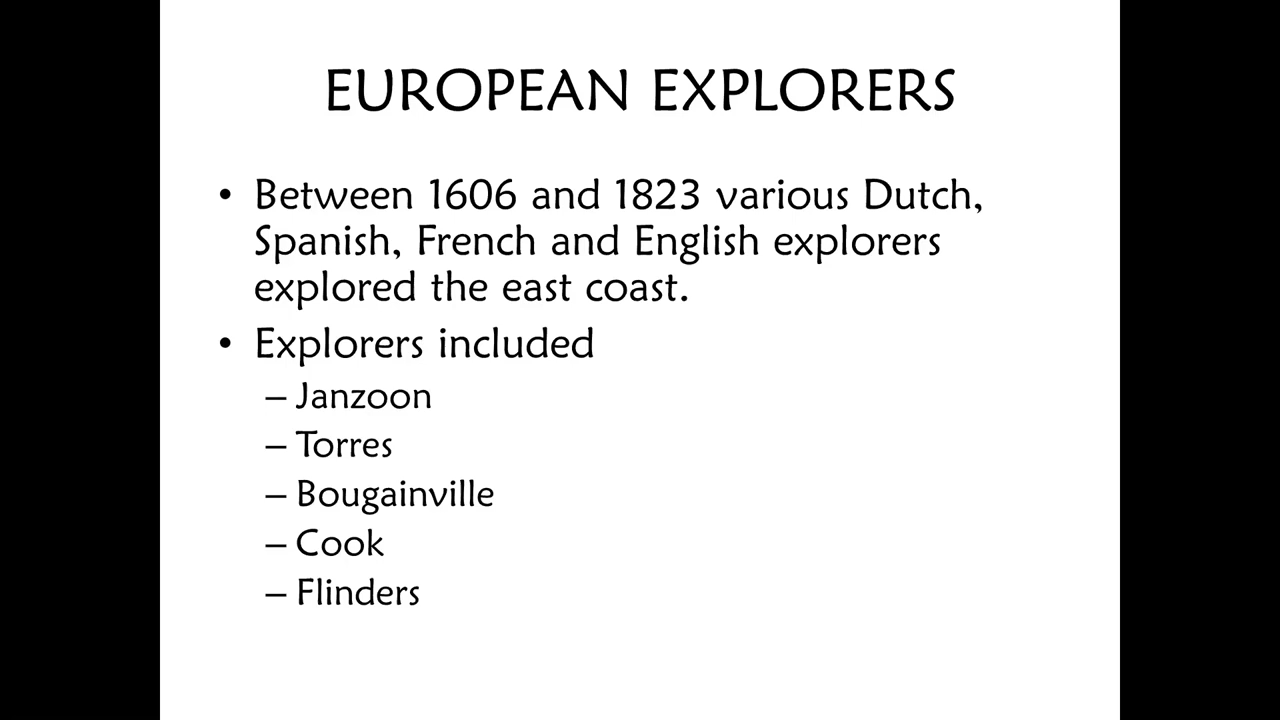 EUROPEAN EXPLORERS
• Between 1606 and 1823 various Dutch,
Spanish, French and English explorers
explored the east coast.
• Explorers included
– Janzoon
– Torres
– Bougainville
– Cook
– Flinders